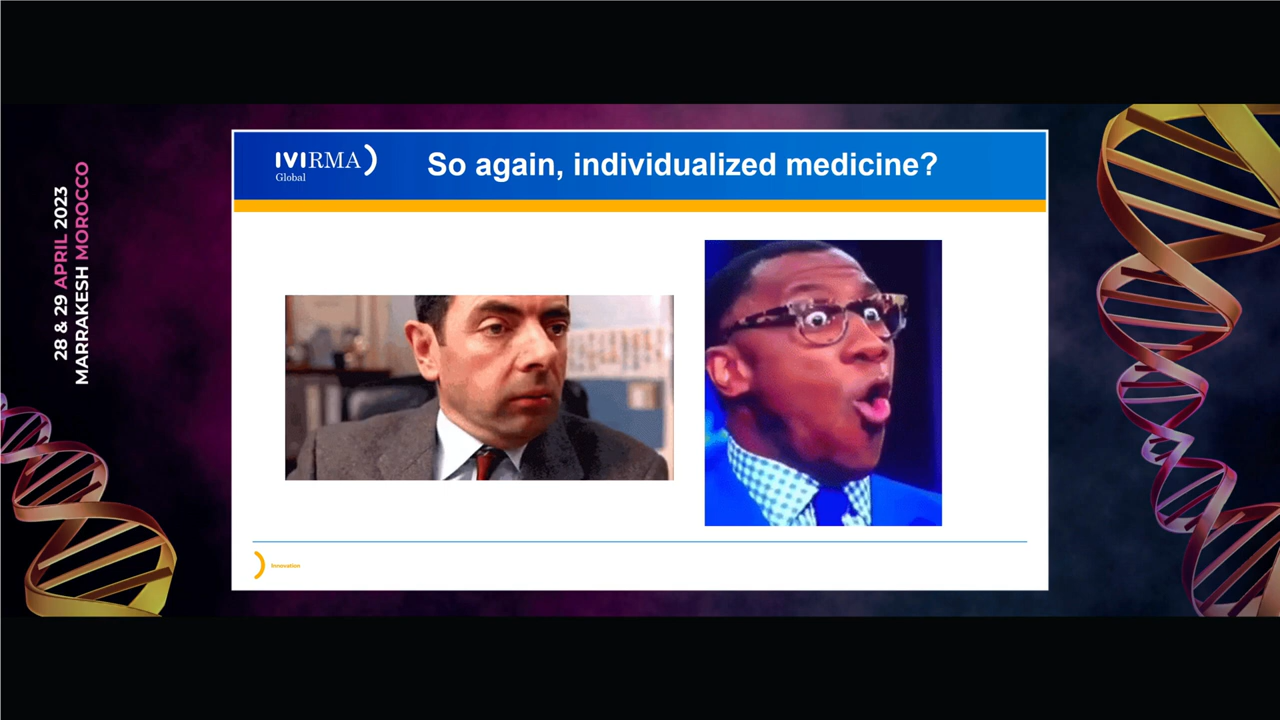 28 & 29 APRIL 2023
MARRAKESH MOROCCO
IVIRMA
Global
So again, individualized medicine?
Innovation